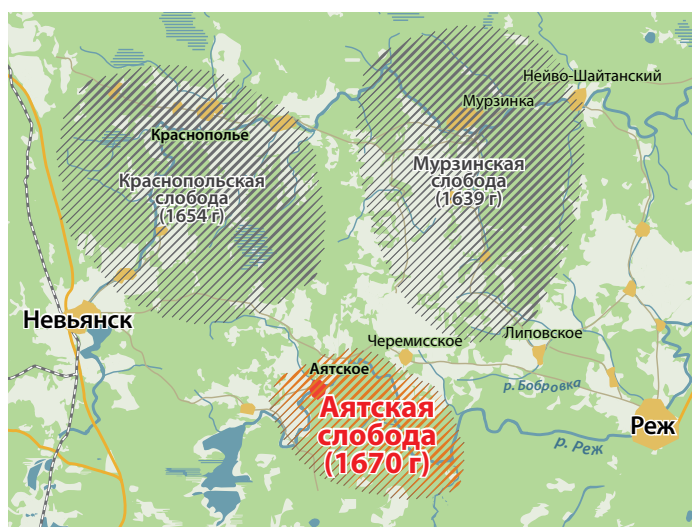 Нейво-Шайтанский
Мурзинка
Краснополье
Мурзинская
слобода
(1639 г)
Краснопольская
слобода
(1654 г)
Невьянск
Черемисское
Липовское
Аятское
р. Бобровка
Аятская
слобода
(1670 г)
Реж
р. Реж